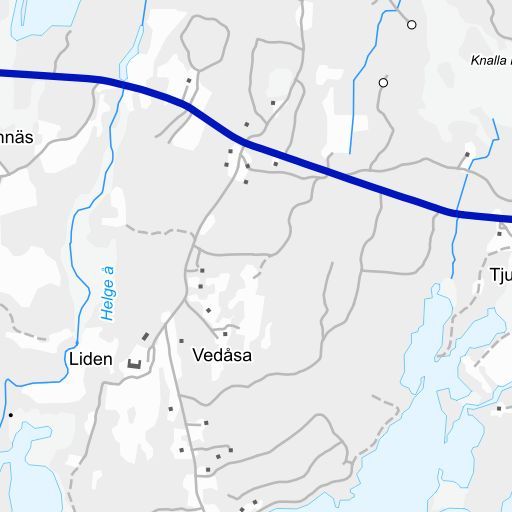 Knalla
nnäs
Helge å
Tju
Liden
Vedåsa